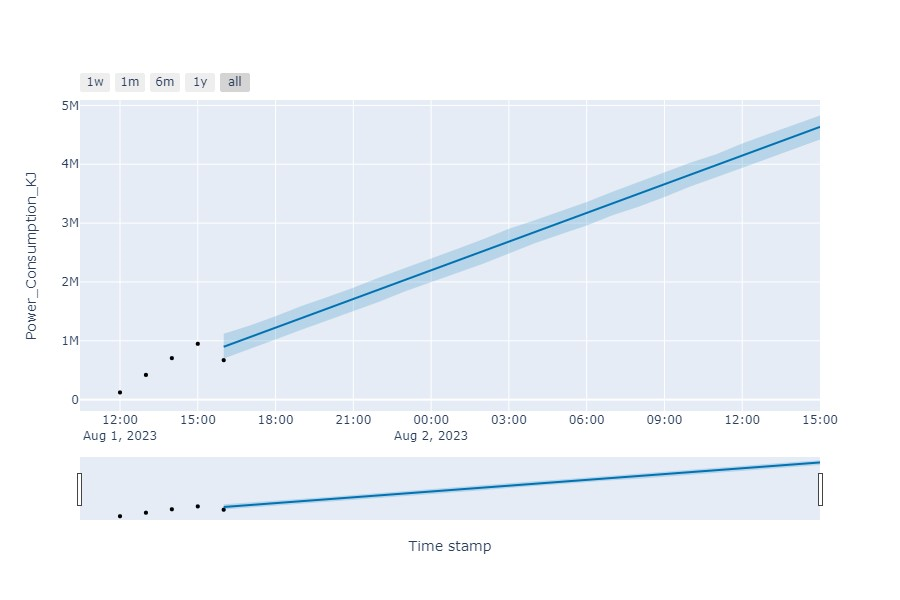 1w 1m 6m 1y all
5M
4M
3M
2M
1M
0
Power_Consumption_KJ
12:00 15:00 18:00 21:00 00:00 03:00 06:00 09:00 12:00 15:00
Aug 1, 2023 Aug 2, 2023
Time stamp